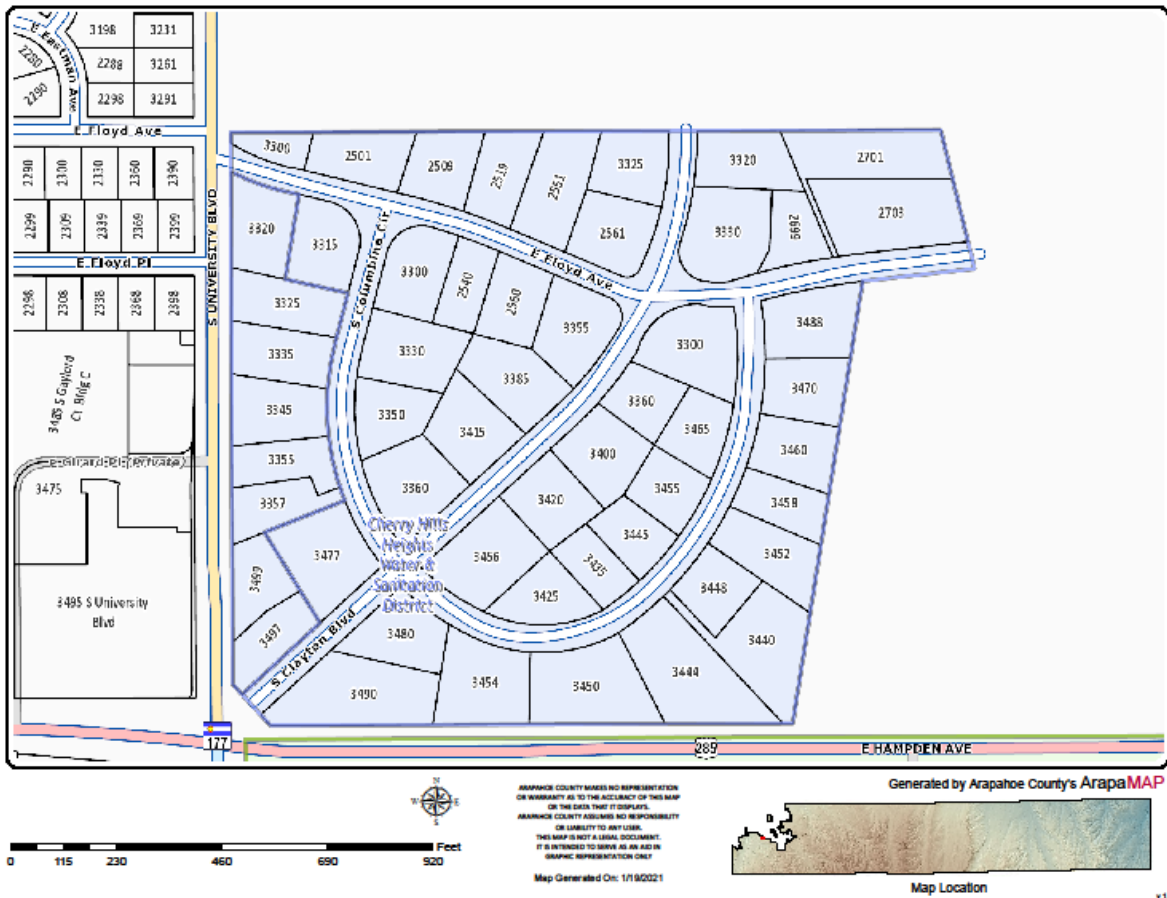 3198
3231
E Eastman Ave
2280
2288
3261
2290
2298
3291
E Floyd Ave
2290
2300
2330
2360
2390
2299
2309
2339
2369
2399
E Floyd Pl
2298
2308
2338
2368
2398
S UNIVERSITY BLVD
3485 S Gaylord
Ct Bldg C
E Girard Pl (Private)
3475
3495 S University
Blvd
3300
2501
2509
2519
2551
3325
2561
3320
2701
2703
3330
3320
3315
S Columbine Cir
3300
2540
2560
E Floyd Ave
3355
3300
3488
3325
3335
3330
3385
3470
3345
3350
3415
3360
3465
3460
3355
3360
3400
3455
3458
3357
3420
3445
3452
Cherry Hills
Heights
Water &
Sanitation
District
3477
3456
3435
3448
3499
3425
3440
3497
S Clayton Blvd
3480
3490
3454
3450
3444
177
285
E HAMPDEN AVE
N
W
E
S
0
115
230
460
690
920
Feet
ARAPAHOE COUNTY MAKES NO REPRESENTATION
OR WARRANTY AS TO THE ACCURACY OF THIS MAP
OR THE DATA THAT IT DISPLAYS.
ARAPAHOE COUNTY ASSUMES NO RESPONSIBILITY
OR LIABILITY TO ANY USER.
THIS MAP IS NOT A LEGAL DOCUMENT.
IT IS INTENDED TO SERVE AS AN AID IN
GRAPHIC REPRESENTATION ONLY
Map Generated On: 1/19/2021
Generated by Arapahoe County's ArapaMAP
Map Location